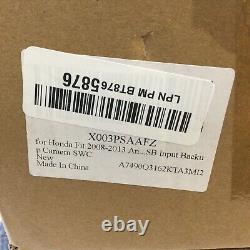 LPN PM BT8765876
X003PSAAFZ
for Honda Fit 2008-2013 An...SB Input Backu
p Camera SWC
New
A7490Q3162KTA3MI2
Made In China